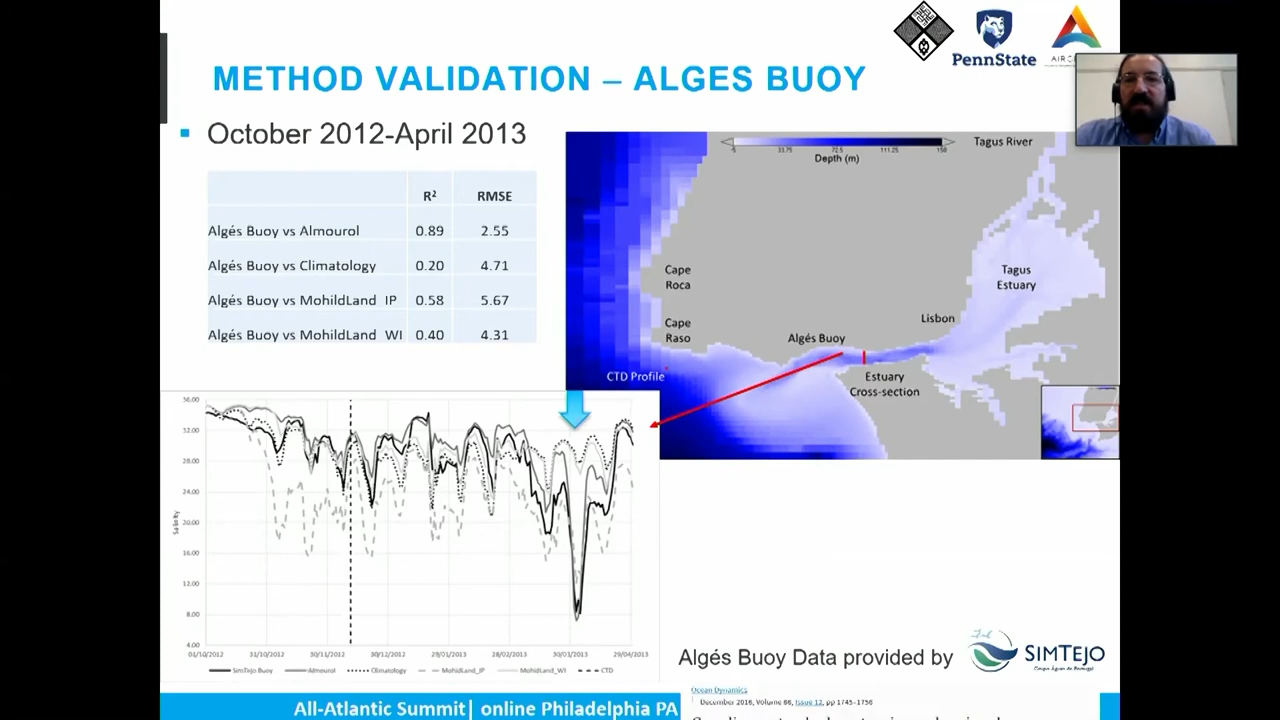 PennState
METHOD VALIDATION – ALGES BUOY
October 2012-April 2013
R² RMSE
Algés Buoy vs Almourol 0.89 2.55
Algés Buoy vs Climatology 0.20 4.71
Algés Buoy vs MohildLand IP 0.58 5.67
Algés Buoy vs MohildLand WI 0.40 4.31
Depth (m)
Tagus River
Cape
Roca
Tagus
Estuary
Cape
Raso
Lisbon
Algés Buoy
CTD Profile
Estuary
Cross-section
36.00
32.00
28.00
24.00
20.00
16.00
12.00
8.00
4.00
Salinity
01/10/2012 31/10/2012 30/11/2012 30/12/2012 29/01/2013 28/02/2013 30/03/2013 29/04/2013
SimTejo Buoy Almourol Climatology MohidLand_IP MohidLand_WI CTD
Algés Buoy Data provided by
SIMTEJO
Grupo Águas de Portugal
All-Atlantic Summit| online Philadelphia PA
Ocean Dynamics
December 2016, Volume 66, Issue 12, pp 1745–1756